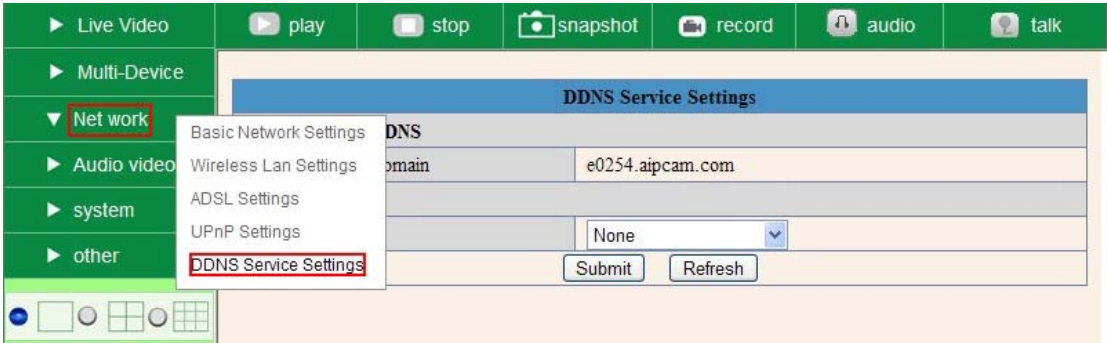 Live Video
play
stop
snapshot
record
audio
talk
Multi-Device
DDNS Service Settings
Net work
Basic Network Settings
DNS
Audio video
Wireless Lan Settings
omain
e0254.aipcam.com
ADSL Settings
system
UPnP Settings
None
other
DDNS Service Settings
Submit
Refresh